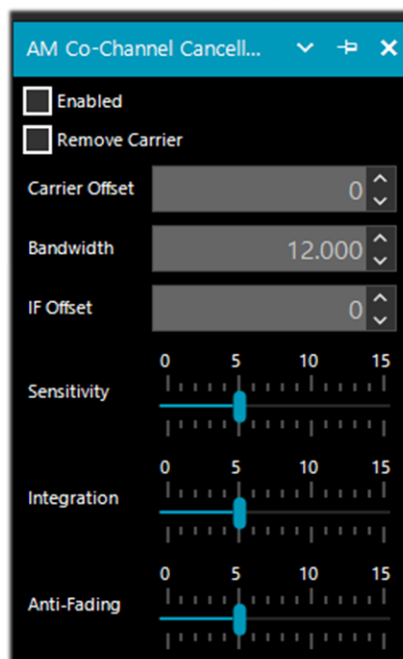 AM Co-Channel Cancell...
Enabled
Remove Carrier
Carrier Offset 0
Bandwidth 12.000
IF Offset 0
0 5 10 15
Sensitivity
0 5 10 15
Integration
0 5 10 15
Anti-Fading